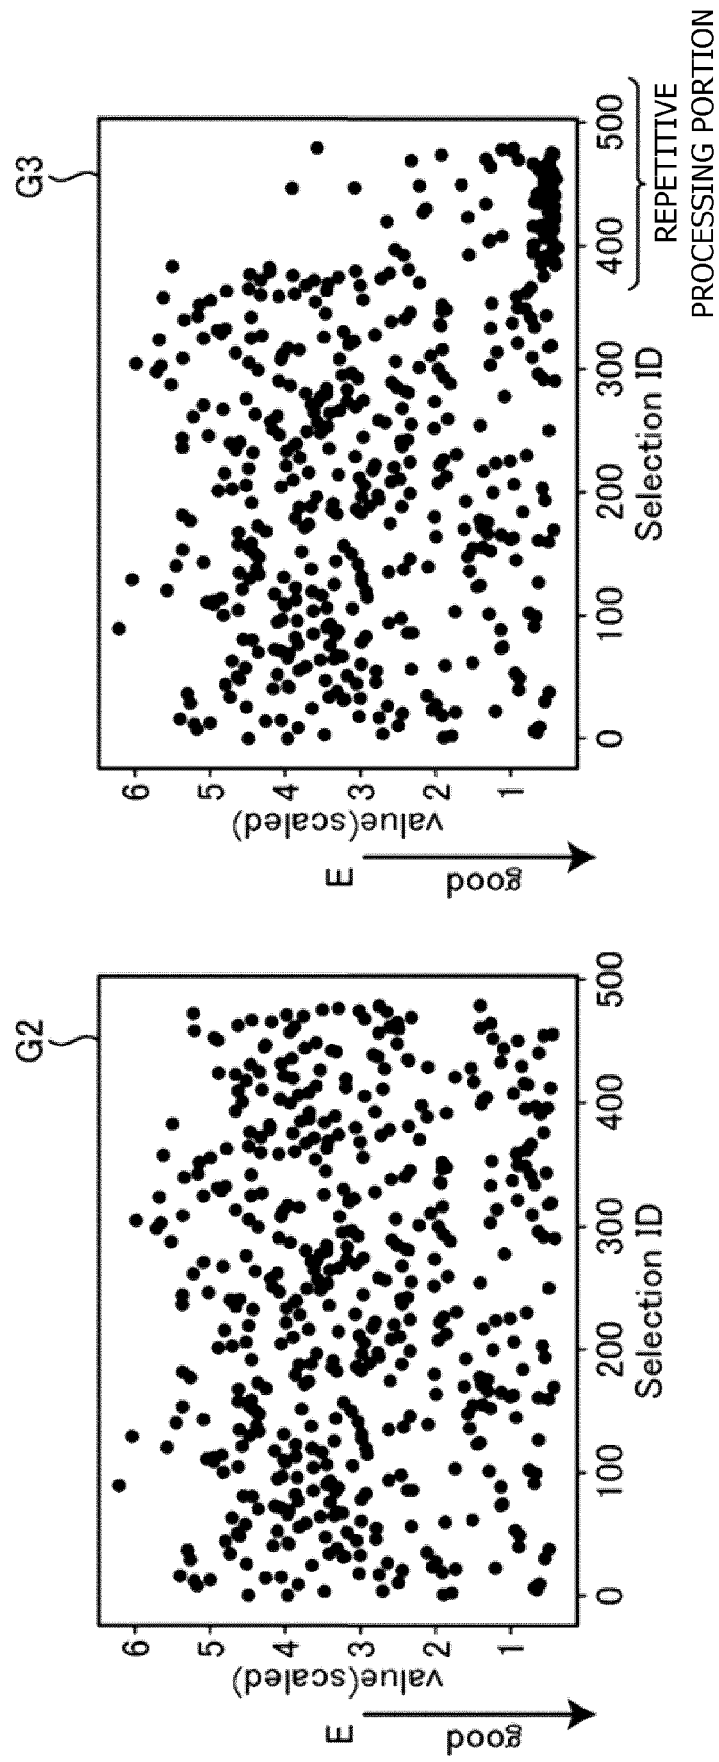 G2
6
5
4
3
2
1
value(scaled)
E
good
0
100
200
300
400
500
Selection ID
G3
6
5
4
3
2
1
value(scaled)
E
good
0
100
200
300
400
500
Selection ID
REPETITIVE
PROCESSING PORTION